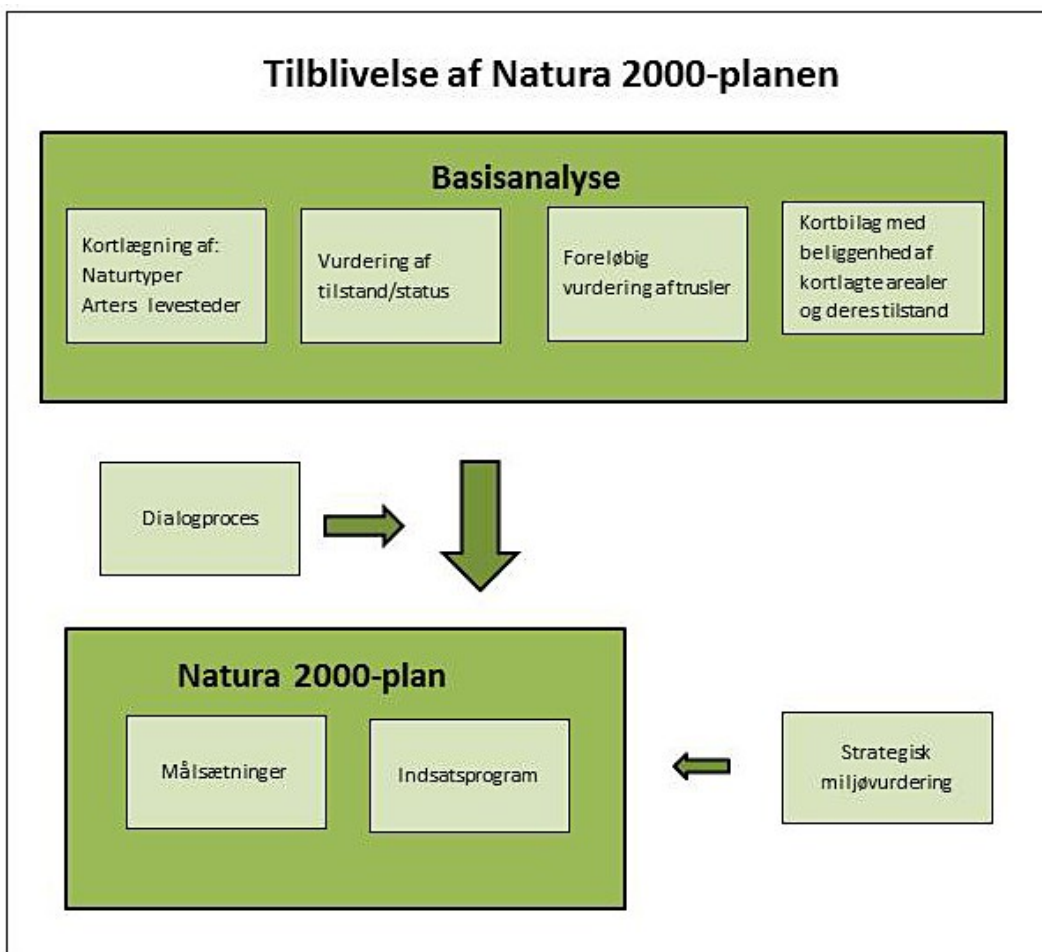 Tilblivelse af Natura 2000-planen
Basisanalyse
Kortlægning af:
Naturtyper
Arters levesteder
Vurdering af
tilstand/status
Foreløbig
vurdering af trusler
Kortbilag med
beliggenhed af
kortlagte arealer
og deres tilstand
Dialogproces
Natura 2000-plan
Målsætninger
Indsatsprogram
Strategisk
miljøvurdering